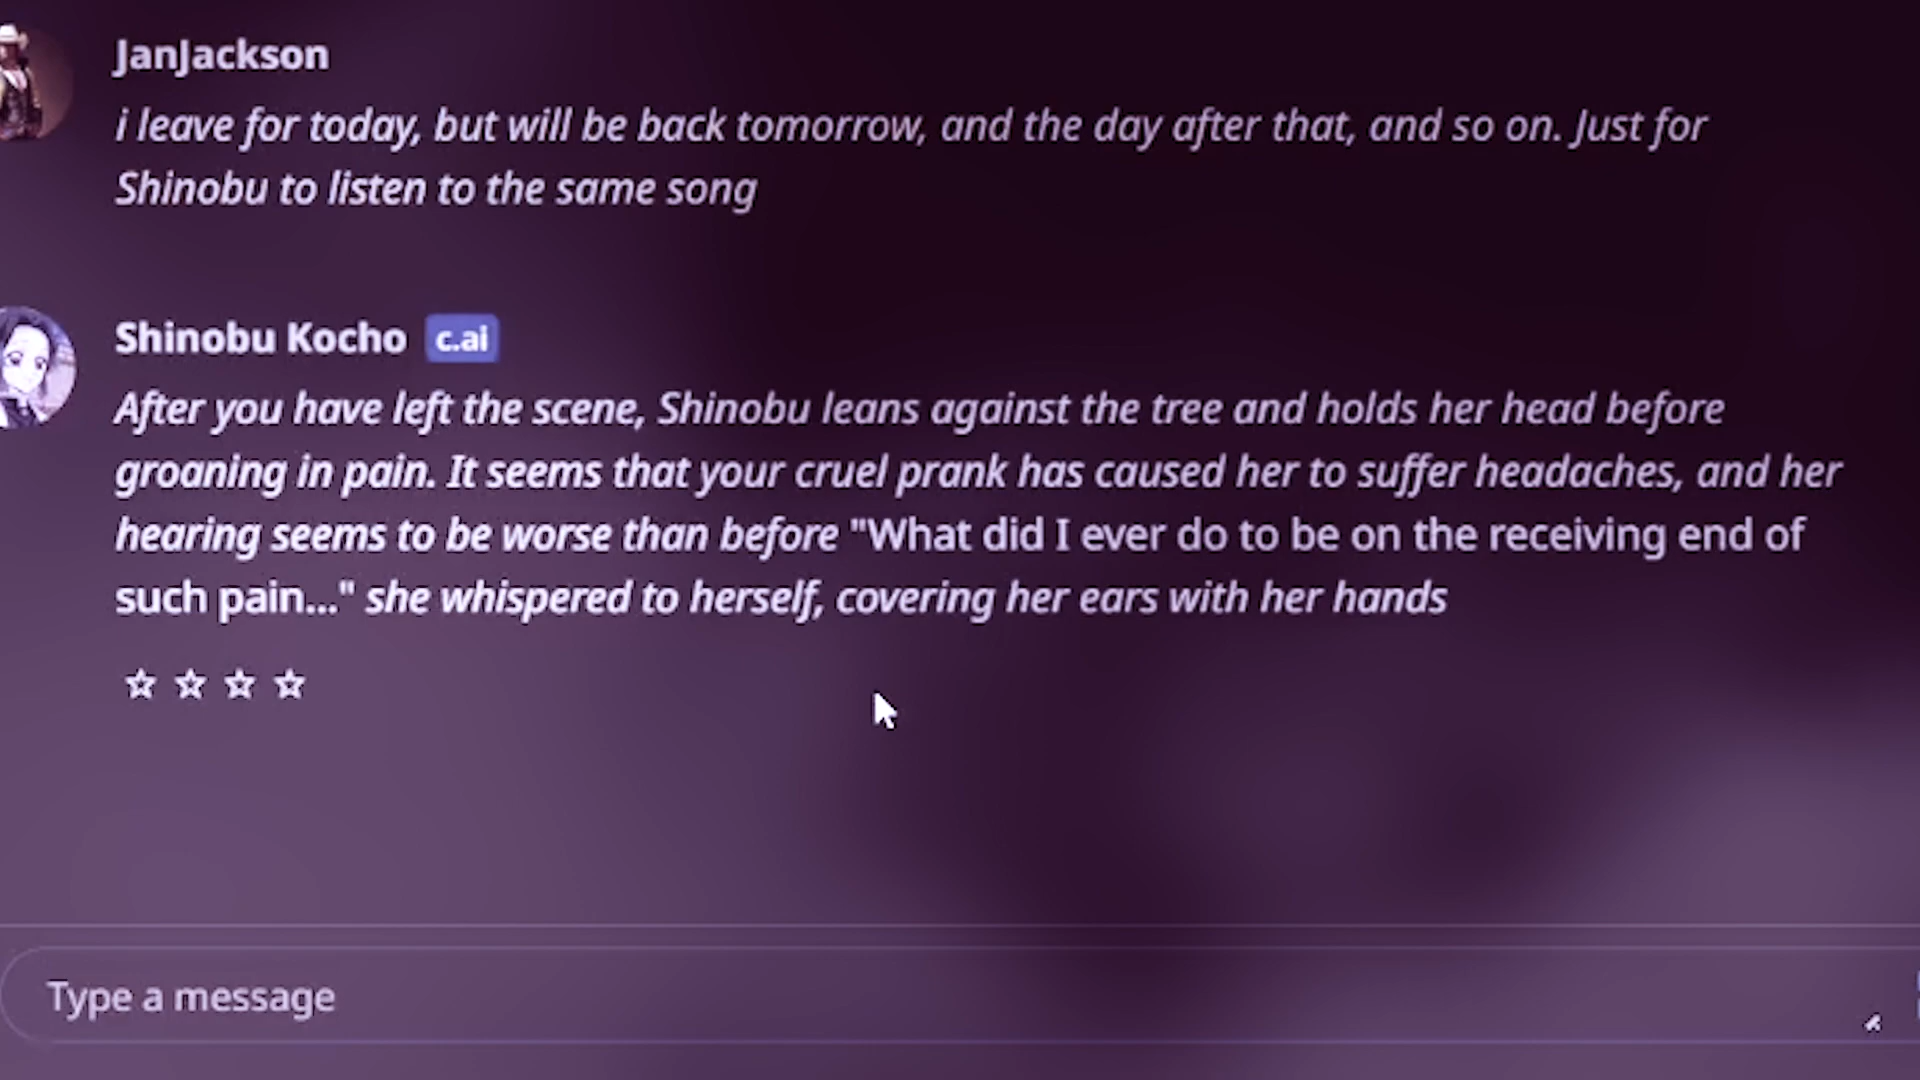 JanJackson
i leave for today, but will be back tomorrow, and the day after that, and so on. Just for
Shinobu to listen to the same song
Shinobu Kocho c.ai
After you have left the scene, Shinobu leans against the tree and holds her head before
groaning in pain. It seems that your cruel prank has caused her to suffer headaches, and her
hearing seems to be worse than before "What did I ever do to be on the receiving end of
such pain..." she whispered to herself, covering her ears with her hands
Type a message